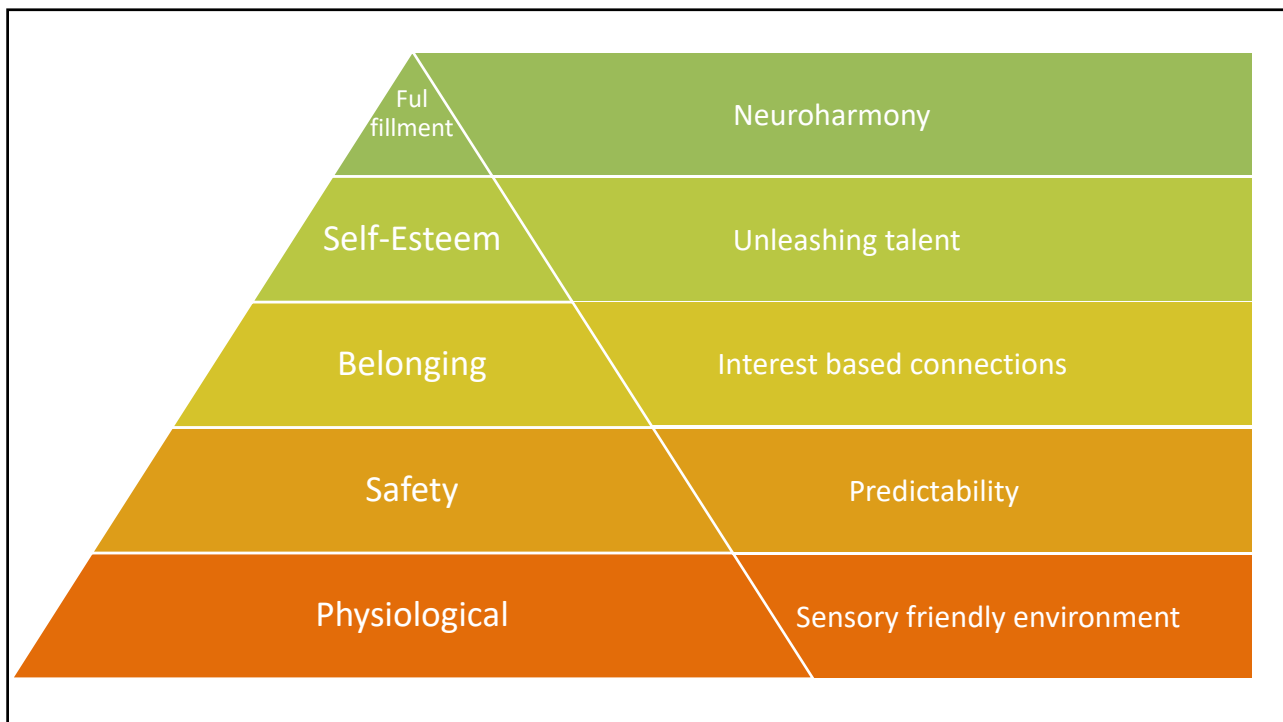 Ful
fillment
Neuroharmony
Self-Esteem
Unleashing talent
Belonging
Interest based connections
Safety
Predictability
Physiological
Sensory friendly environment